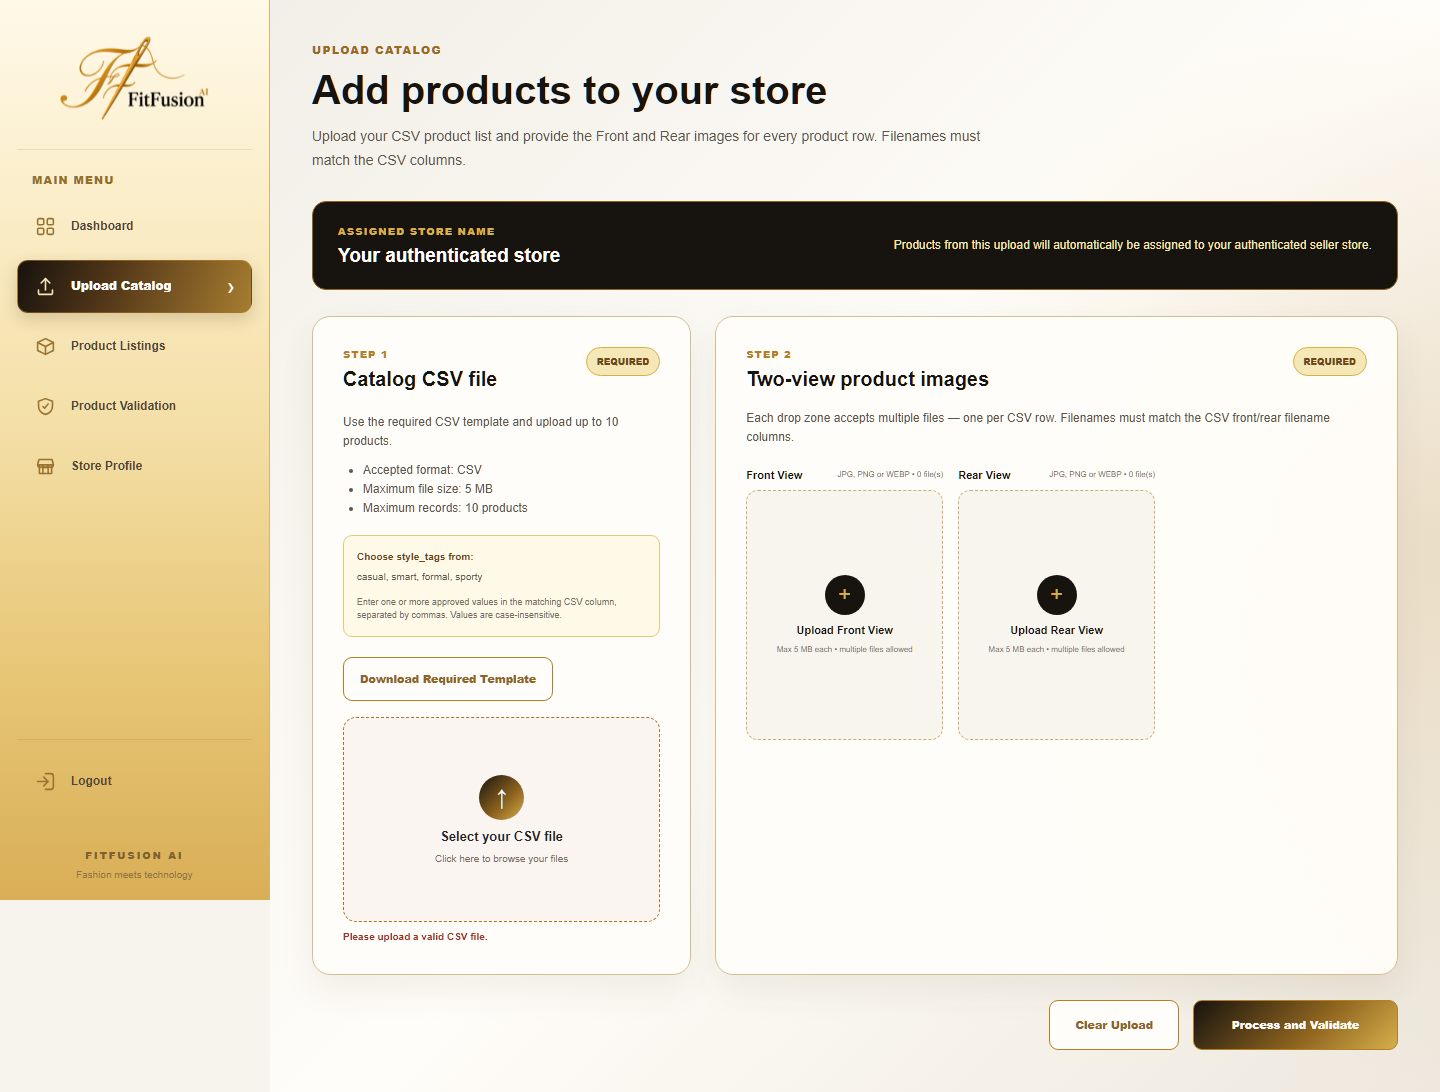 FitFusion AI
MAIN MENU
Dashboard
Upload Catalog
Product Listings
Product Validation
Store Profile
Logout
FITFUSION AI
Fashion meets technology
UPLOAD CATALOG
Add products to your store
Upload your CSV product list and provide the Front and Rear images for every product row. Filenames must
match the CSV columns.
ASSIGNED STORE NAME
Your authenticated store
Products from this upload will automatically be assigned to your authenticated seller store.
STEP 1
REQUIRED
Catalog CSV file
Use the required CSV template and upload up to 10
products.
• Accepted format: CSV
• Maximum file size: 5 MB
• Maximum records: 10 products
Choose style_tags from:
casual, smart, formal, sporty
Enter one or more approved values in the matching CSV column,
separated by commas. Values are case-insensitive.
Download Required Template
Select your CSV file
Click here to browse your files
Please upload a valid CSV file.
STEP 2
REQUIRED
Two-view product images
Each drop zone accepts multiple files — one per CSV row. Filenames must match the CSV front/rear filename
columns.
Front View JPG, PNG or WEBP • 0 file(s)
Upload Front View
Max 5 MB each • multiple files allowed
Rear View JPG, PNG or WEBP • 0 file(s)
Upload Rear View
Max 5 MB each • multiple files allowed
Clear Upload
Process and Validate